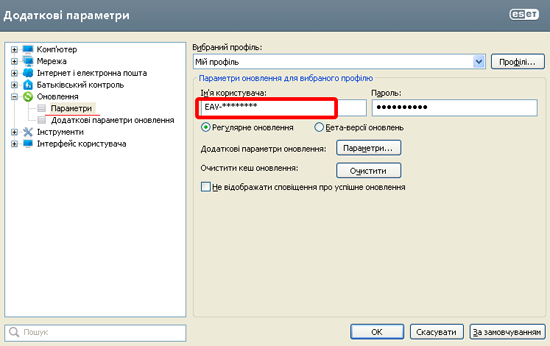 Додаткові параметри
eset
Комп'ютер
Мережа
Інтернет і електронна пошта
Батьківський контроль
Оновлення
Параметри
Додаткові параметри оновлення
Інструменти
Інтерфейс користувача
Вибраний профіль:
Мій профіль
Профілі...
Параметри оновлення для вибраного профілю
Ім'я користувача:
Пароль:
EAV-********
●●●●●●●●●●
Регулярне оновлення
Бета-версії оновлень
Додаткові параметри оновлення:
Параметри...
Очистити кеш оновлення:
Очистити
Не відображати сповіщення про успішне оновлення
Пошук
OK
Скасувати
За замовчуванням